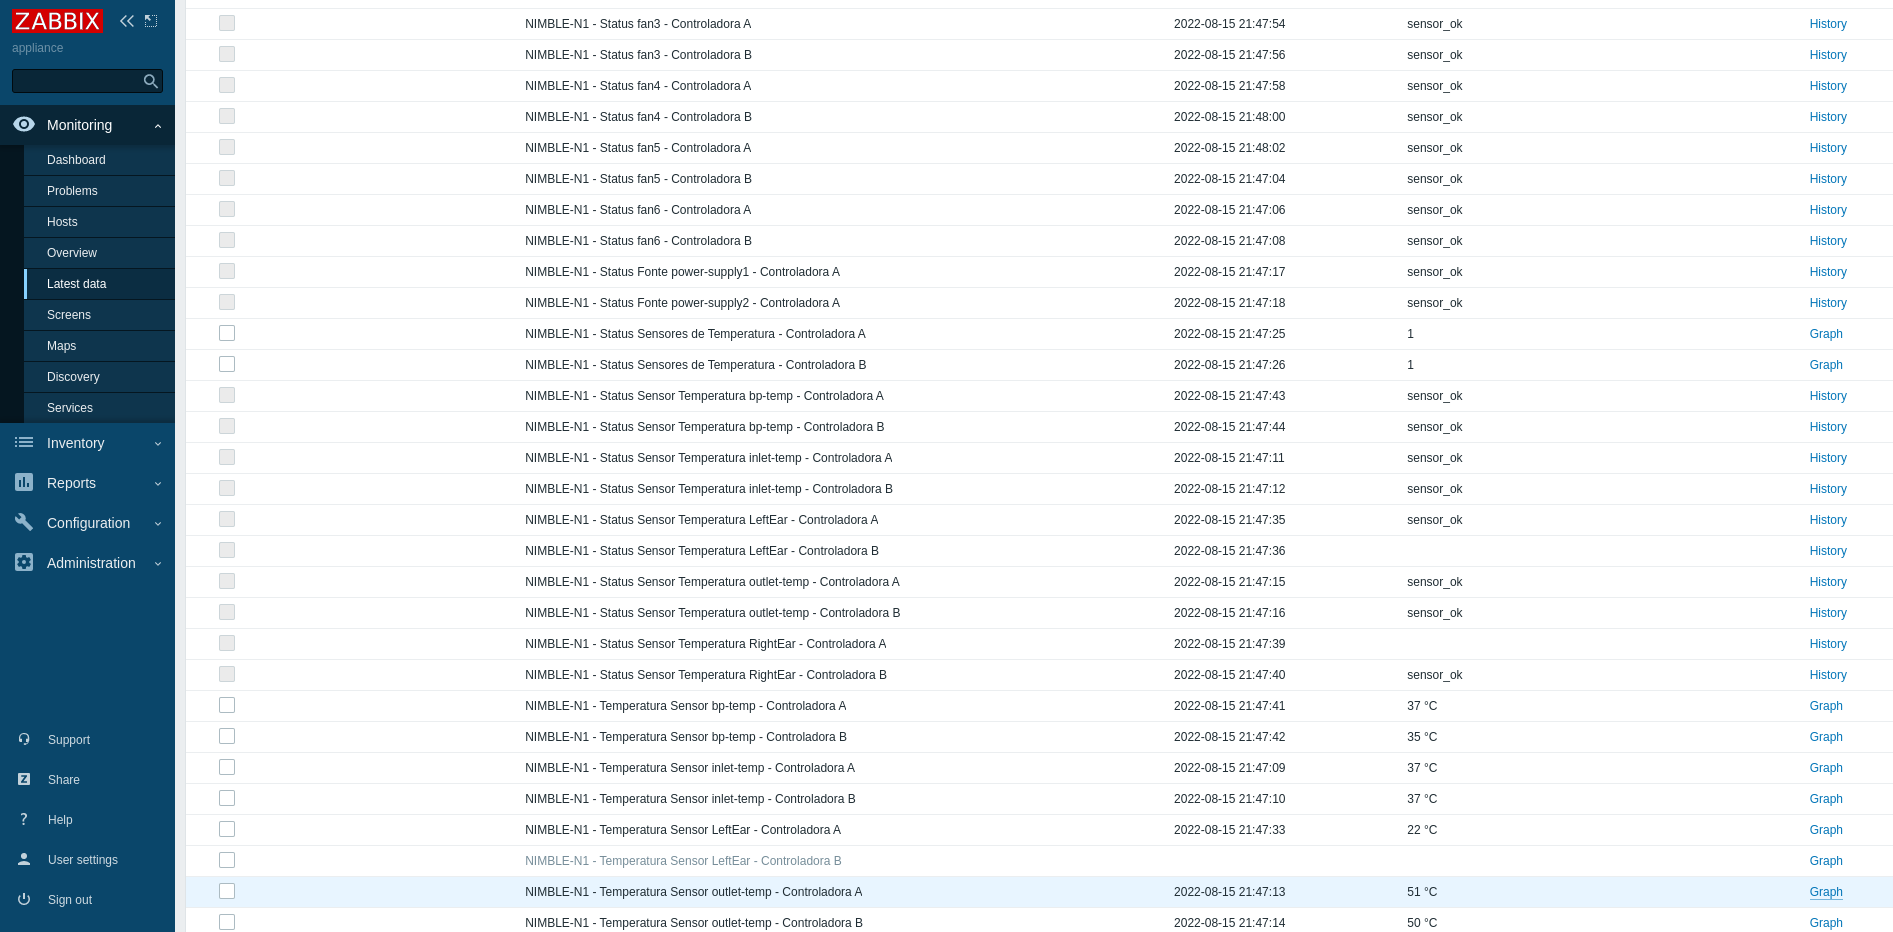 ZABBIX
appliance
Monitoring
Dashboard
Problems
Hosts
Overview
Latest data
Screens
Maps
Discovery
Services
Inventory
Reports
Configuration
Administration
Support
Share
Help
User settings
Sign out
NIMBLE-N1 - Status fan3 - Controladora A 2022-08-15 21:47:54 sensor_ok History
NIMBLE-N1 - Status fan3 - Controladora B 2022-08-15 21:47:56 sensor_ok History
NIMBLE-N1 - Status fan4 - Controladora A 2022-08-15 21:47:58 sensor_ok History
NIMBLE-N1 - Status fan4 - Controladora B 2022-08-15 21:48:00 sensor_ok History
NIMBLE-N1 - Status fan5 - Controladora A 2022-08-15 21:48:02 sensor_ok History
NIMBLE-N1 - Status fan5 - Controladora B 2022-08-15 21:47:04 sensor_ok History
NIMBLE-N1 - Status fan6 - Controladora A 2022-08-15 21:47:06 sensor_ok History
NIMBLE-N1 - Status fan6 - Controladora B 2022-08-15 21:47:08 sensor_ok History
NIMBLE-N1 - Status Fonte power-supply1 - Controladora A 2022-08-15 21:47:17 sensor_ok History
NIMBLE-N1 - Status Fonte power-supply2 - Controladora A 2022-08-15 21:47:18 sensor_ok History
NIMBLE-N1 - Status Sensores de Temperatura - Controladora A 2022-08-15 21:47:25 1 Graph
NIMBLE-N1 - Status Sensores de Temperatura - Controladora B 2022-08-15 21:47:26 1 Graph
NIMBLE-N1 - Status Sensor Temperatura bp-temp - Controladora A 2022-08-15 21:47:43 sensor_ok History
NIMBLE-N1 - Status Sensor Temperatura bp-temp - Controladora B 2022-08-15 21:47:44 sensor_ok History
NIMBLE-N1 - Status Sensor Temperatura inlet-temp - Controladora A 2022-08-15 21:47:11 sensor_ok History
NIMBLE-N1 - Status Sensor Temperatura inlet-temp - Controladora B 2022-08-15 21:47:12 sensor_ok History
NIMBLE-N1 - Status Sensor Temperatura LeftEar - Controladora A 2022-08-15 21:47:35 sensor_ok History
NIMBLE-N1 - Status Sensor Temperatura LeftEar - Controladora B 2022-08-15 21:47:36 History
NIMBLE-N1 - Status Sensor Temperatura outlet-temp - Controladora A 2022-08-15 21:47:15 sensor_ok History
NIMBLE-N1 - Status Sensor Temperatura outlet-temp - Controladora B 2022-08-15 21:47:16 sensor_ok History
NIMBLE-N1 - Status Sensor Temperatura RightEar - Controladora A 2022-08-15 21:47:39 History
NIMBLE-N1 - Status Sensor Temperatura RightEar - Controladora B 2022-08-15 21:47:40 sensor_ok History
NIMBLE-N1 - Temperatura Sensor bp-temp - Controladora A 2022-08-15 21:47:41 37 °C Graph
NIMBLE-N1 - Temperatura Sensor bp-temp - Controladora B 2022-08-15 21:47:42 35 °C Graph
NIMBLE-N1 - Temperatura Sensor inlet-temp - Controladora A 2022-08-15 21:47:09 37 °C Graph
NIMBLE-N1 - Temperatura Sensor inlet-temp - Controladora B 2022-08-15 21:47:10 37 °C Graph
NIMBLE-N1 - Temperatura Sensor LeftEar - Controladora A 2022-08-15 21:47:33 22 °C Graph
NIMBLE-N1 - Temperatura Sensor LeftEar - Controladora B Graph
NIMBLE-N1 - Temperatura Sensor outlet-temp - Controladora A 2022-08-15 21:47:13 51 °C Graph
NIMBLE-N1 - Temperatura Sensor outlet-temp - Controladora B 2022-08-15 21:47:14 50 °C Graph